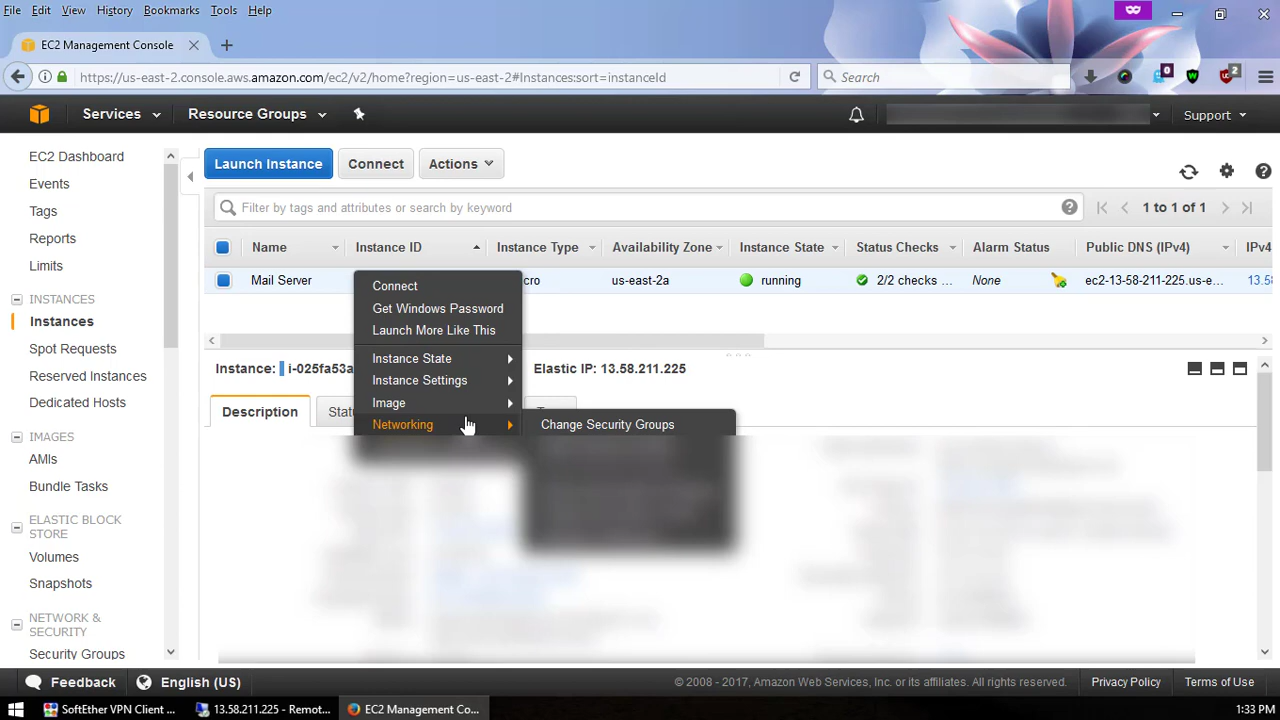 File Edit View History Bookmarks Tools Help
EC2 Management Console
https://us-east-2.console.aws.amazon.com/ec2/v2/home?region=us-east-2#Instances:sort=instanceId
Search
0
2
Services
Resource Groups
Support
EC2 Dashboard
Events
Tags
Reports
Limits
INSTANCES
Instances
Spot Requests
Reserved Instances
Dedicated Hosts
IMAGES
AMIs
Bundle Tasks
ELASTIC BLOCK
STORE
Volumes
Snapshots
NETWORK &
SECURITY
Security Groups
Launch Instance
Connect
Actions
Filter by tags and attributes or search by keyword
1 to 1 of 1
Name Instance ID Instance Type Availability Zone Instance State Status Checks Alarm Status Public DNS (IPv4) IPv4
Mail Server cro us-east-2a running 2/2 checks ... None ec2-13-58-211-225.us-e... 13.58
Connect
Get Windows Password
Launch More Like This
Instance State
Instance Settings
Image
Networking
Change Security Groups
Instance: i-025fa53a Elastic IP: 13.58.211.225
Description
Feedback
English (US)
© 2008 - 2017, Amazon Web Services, Inc. or its affiliates. All rights reserved.
Privacy Policy
Terms of Use
SoftEther VPN Client ...
13.58.211.225 - Remot...
EC2 Management Co...
1:33 PM